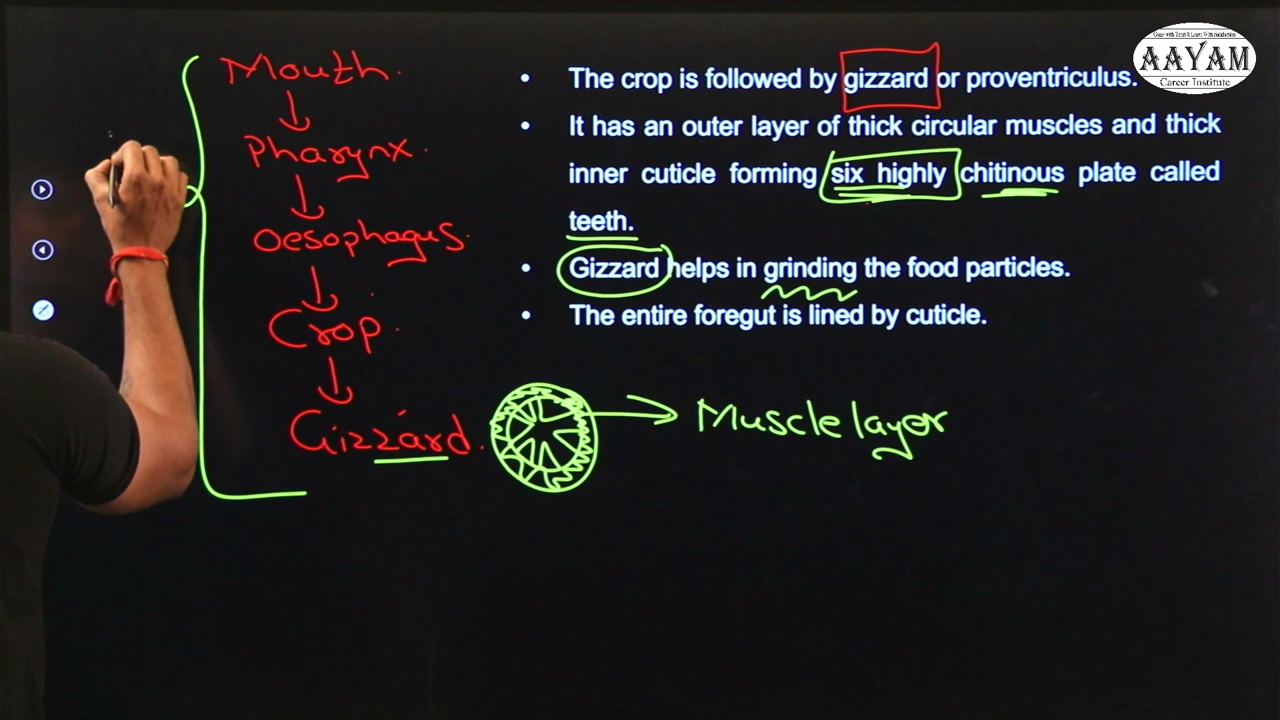 Mouth
Pharynx
Oesophagus
Crop
Gizzard
Muscle layer
• The crop is followed by gizzard or proventriculus.
• It has an outer layer of thick circular muscles and thick
inner cuticle forming six highly chitinous plate called
teeth.
• Gizzard helps in grinding the food particles.
• The entire foregut is lined by cuticle.
AAYAM
Career Institute